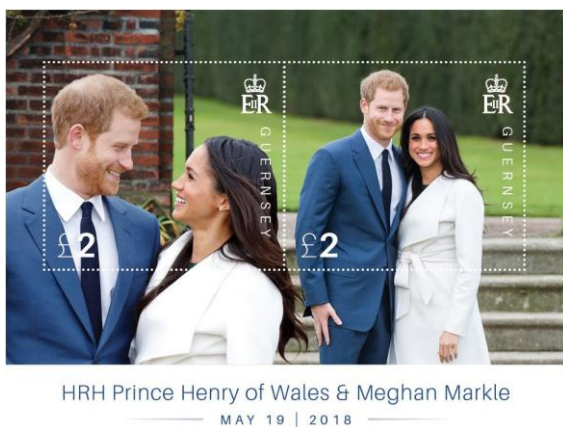 EIIR
GUERNSEY
£2
EIIR
GUERNSEY
£2
HRH Prince Henry of Wales & Meghan Markle
MAY 19 | 2018